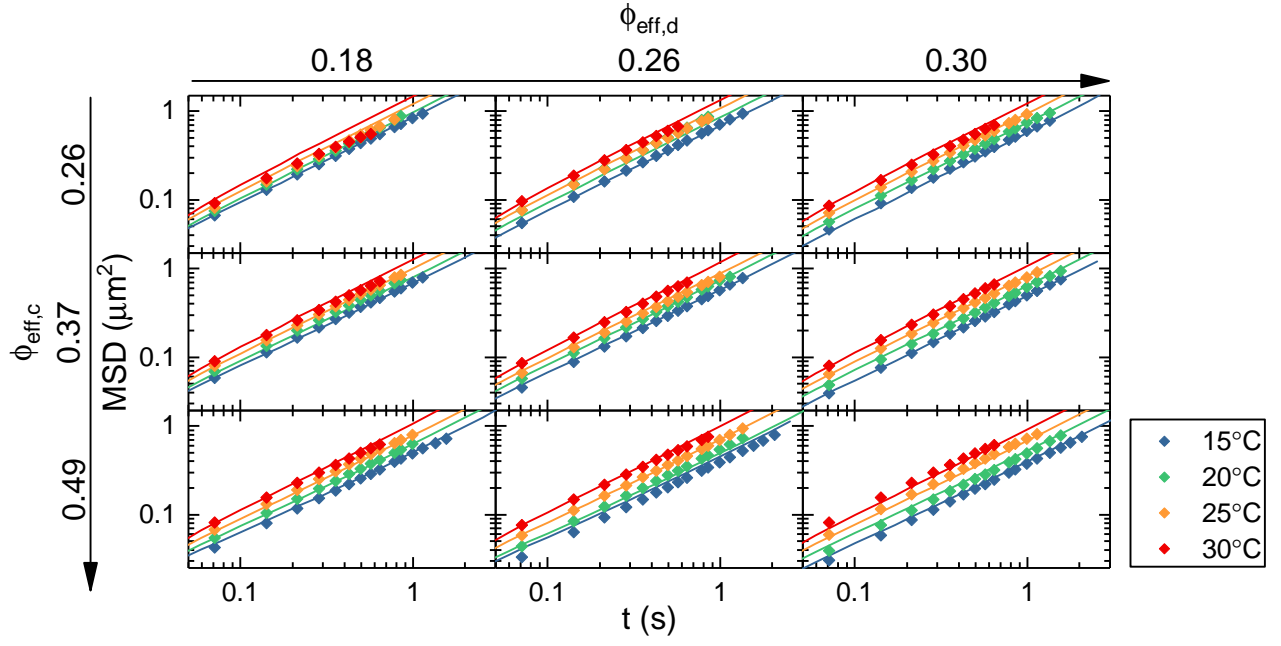 ϕeff,d
0.18 0.26 0.30
ϕeff,c
0.26
0.37
0.49
MSD (μm²)
1
0.1
1
0.1
1
0.1
0.1 1 0.1 1 0.1 1
t (s)
15°C
20°C
25°C
30°C